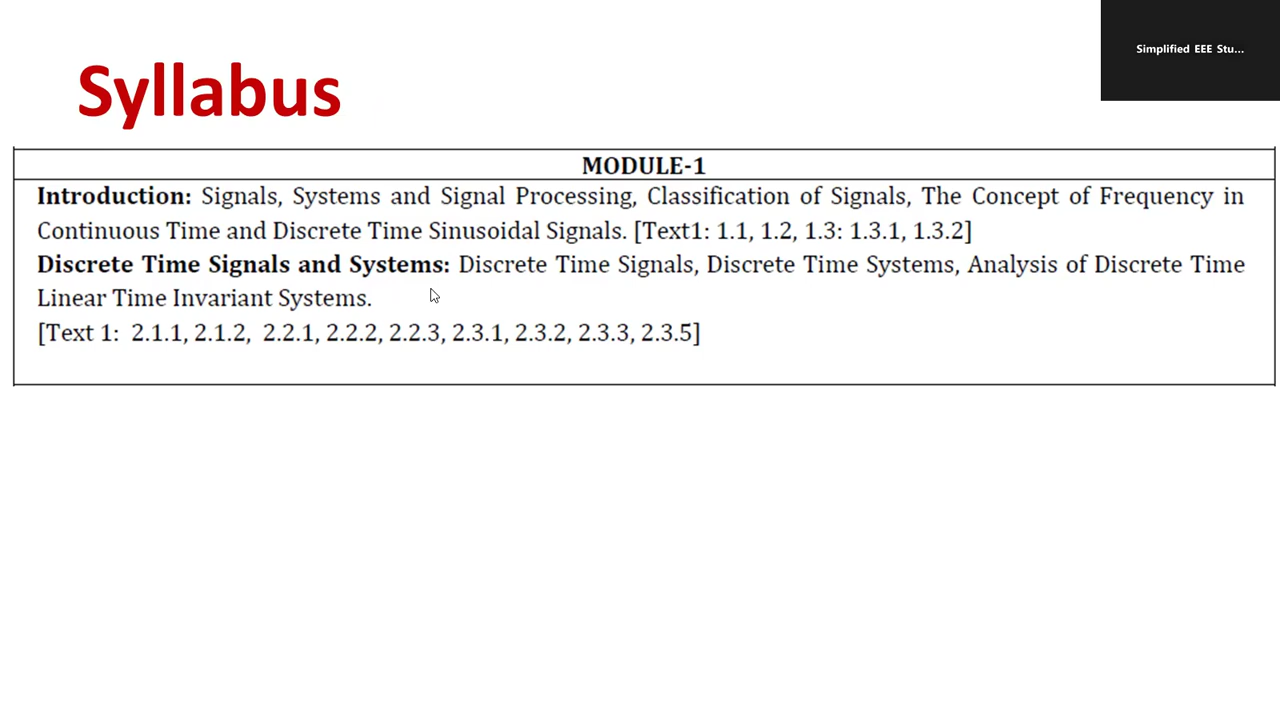 Simplified EEE Stu...
Syllabus
MODULE-1
Introduction: Signals, Systems and Signal Processing, Classification of Signals, The Concept of Frequency in
Continuous Time and Discrete Time Sinusoidal Signals. [Text1: 1.1, 1.2, 1.3: 1.3.1, 1.3.2]
Discrete Time Signals and Systems: Discrete Time Signals, Discrete Time Systems, Analysis of Discrete Time
Linear Time Invariant Systems.
[Text 1: 2.1.1, 2.1.2, 2.2.1, 2.2.2, 2.2.3, 2.3.1, 2.3.2, 2.3.3, 2.3.5]